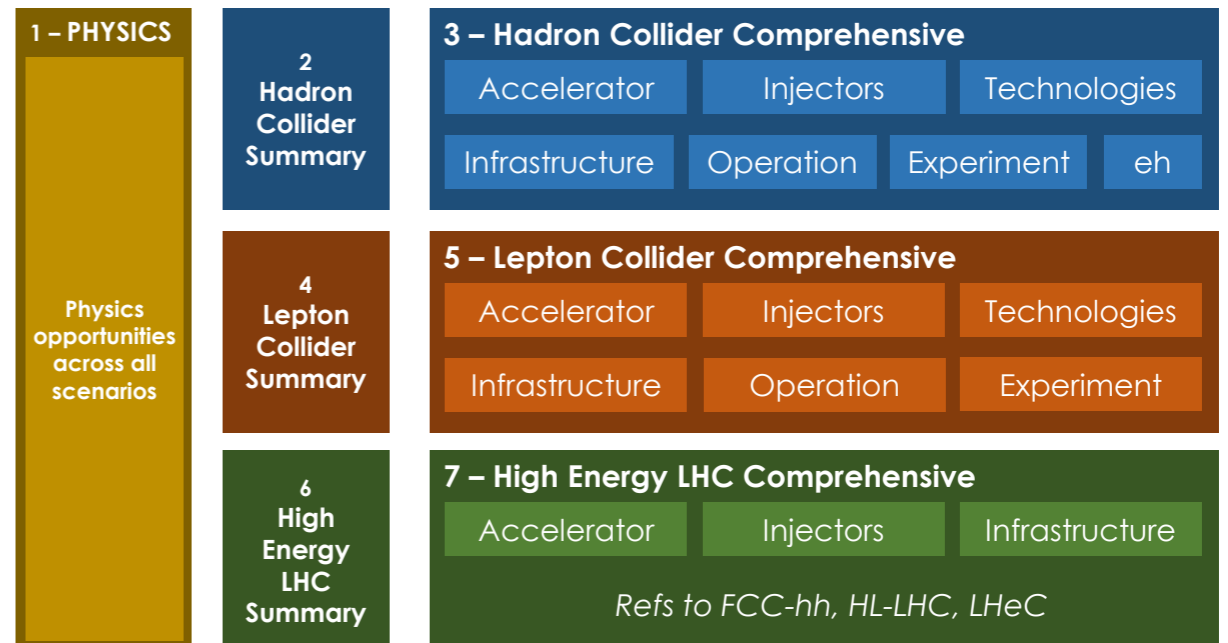 1 – PHYSICS
Physics
opportunities
across all
scenarios
2
Hadron
Collider
Summary
3 – Hadron Collider Comprehensive
Accelerator
Injectors
Technologies
Infrastructure
Operation
Experiment
eh
4
Lepton
Collider
Summary
5 – Lepton Collider Comprehensive
Accelerator
Injectors
Technologies
Infrastructure
Operation
Experiment
6
High
Energy
LHC
Summary
7 – High Energy LHC Comprehensive
Accelerator
Injectors
Infrastructure
Refs to FCC-hh, HL-LHC, LHeC